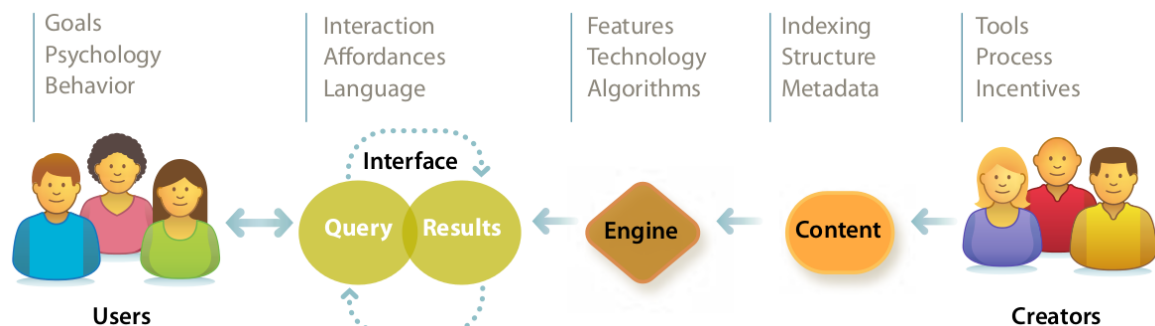 Goals
Psychology
Behavior
Interaction
Affordances
Language
Features
Technology
Algorithms
Indexing
Structure
Metadata
Tools
Process
Incentives
Interface
Query
Results
Engine
Content
Users
Creators